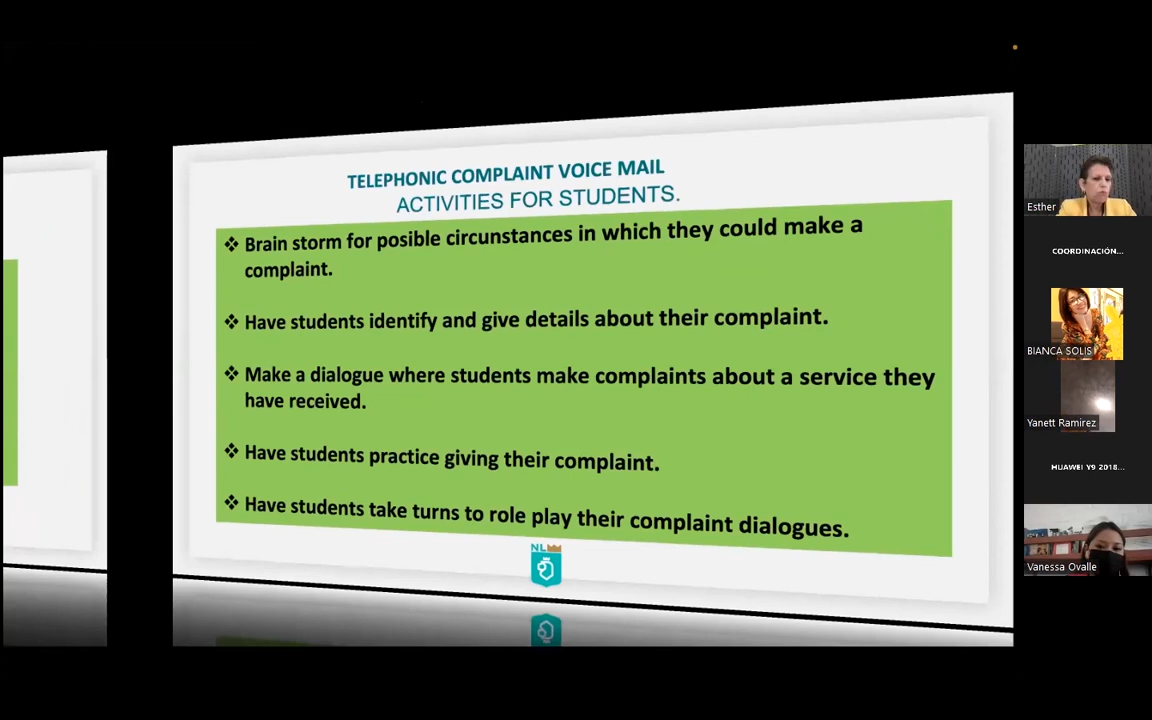 TELEPHONIC COMPLAINT VOICE MAIL
ACTIVITIES FOR STUDENTS.
❖ Brain storm for posible circunstances in which they could make a
complaint.
❖ Have students identify and give details about their complaint.
❖ Make a dialogue where students make complaints about a service they
have received.
❖ Have students practice giving their complaint.
❖ Have students take turns to role play their complaint dialogues.
NL
Esther
COORDINACIÓN...
BIANCA SOLIS
Yanett Ramirez
HUAWEI Y9 2018...
Vanessa Ovalle